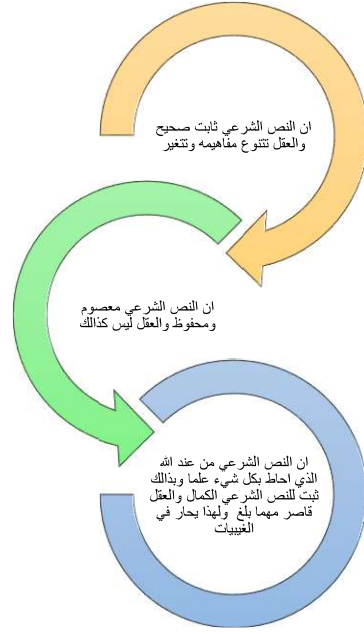 ان النص الشرعي ثابت صحيح
والعقل تتنوع مفاهيمه وتتغير
ان النص الشرعي معصوم
ومحفوظ والعقل ليس كذالك
ان النص الشرعي من عند الله
الذي احاط بكل شيء علما وبذالك
ثبت للنص الشرعي الكمال والعقل
قاصر مهما بلغ ولهذا يحار في
الغيبيات